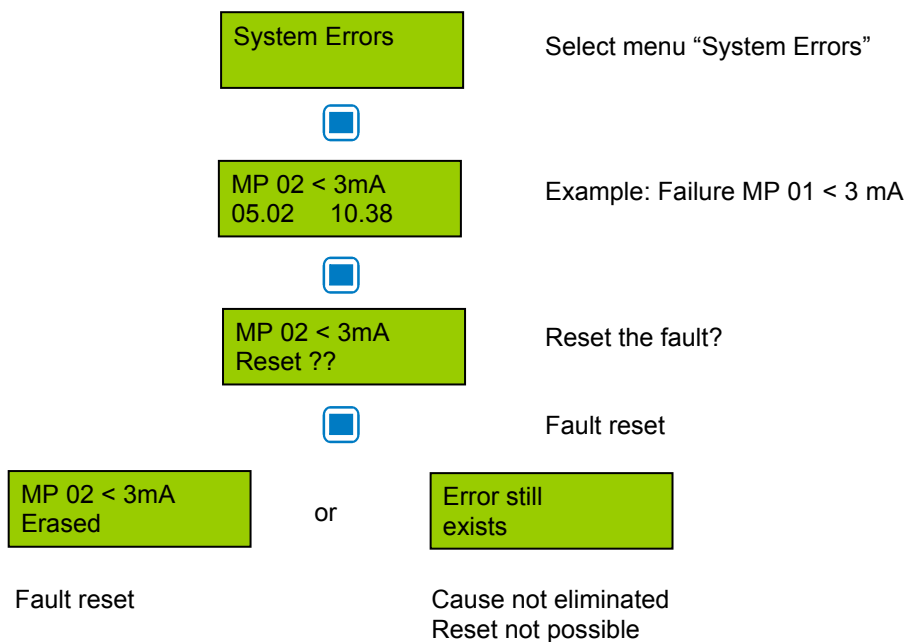 System Errors
Select menu “System Errors”
MP 02 < 3mA
05.02 10.38
Example: Failure MP 01 < 3 mA
MP 02 < 3mA
Reset ??
Reset the fault?
Fault reset
MP 02 < 3mA
Erased
or
Error still
exists
Fault reset
Cause not eliminated
Reset not possible